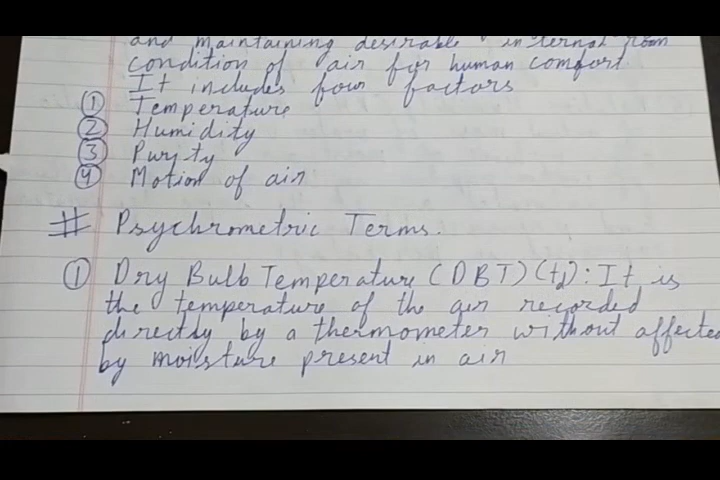 and maintaining desirable internal room
condition of air for human comfort
It includes four factors
① Temperature
② Humidity
③ Purity
④ Motion of air
# Psychrometric Terms.
① Dry Bulb Temperature (DBT) (td): It is
the temperature of the air recorded
directly by a thermometer without affected
by moisture present in air